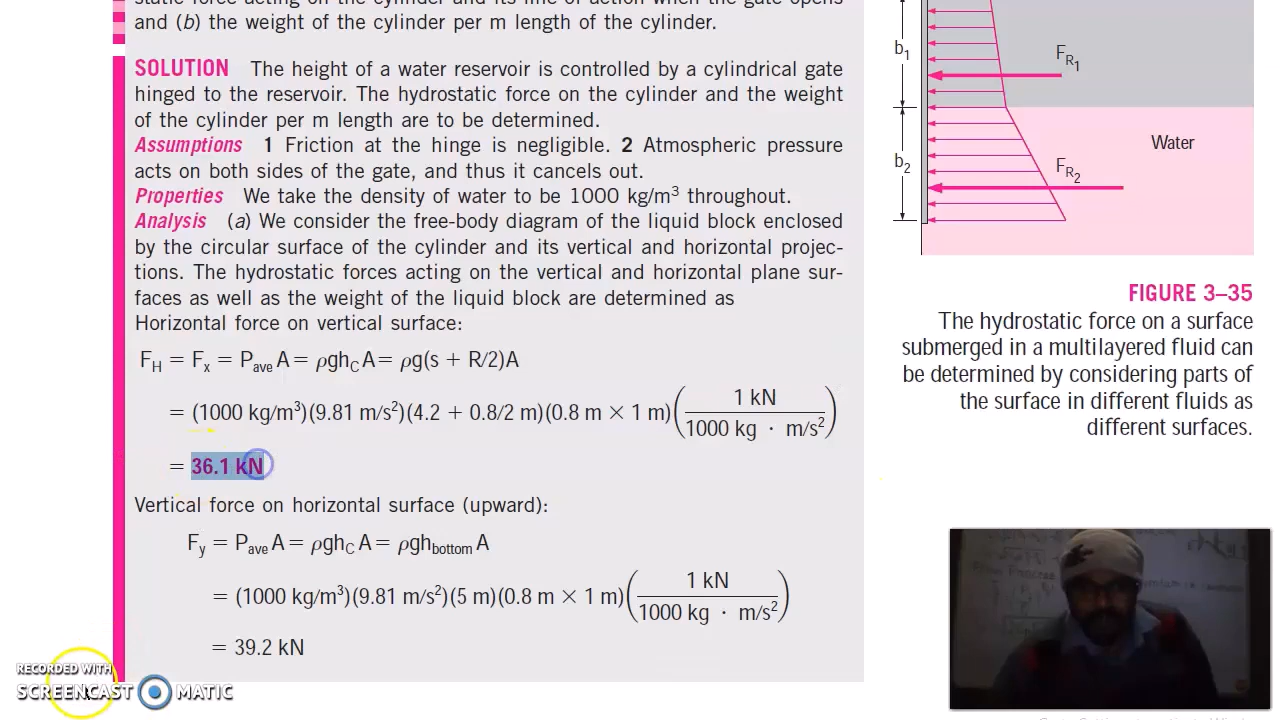 static force acting on the cylinder and its line of action when the gate opens
and (b) the weight of the cylinder per m length of the cylinder.
SOLUTION The height of a water reservoir is controlled by a cylindrical gate
hinged to the reservoir. The hydrostatic force on the cylinder and the weight
of the cylinder per m length are to be determined.
Assumptions 1 Friction at the hinge is negligible. 2 Atmospheric pressure
acts on both sides of the gate, and thus it cancels out.
Properties We take the density of water to be 1000 kg/m³ throughout.
Analysis (a) We consider the free-body diagram of the liquid block enclosed
by the circular surface of the cylinder and its vertical and horizontal projec-
tions. The hydrostatic forces acting on the vertical and horizontal plane sur-
faces as well as the weight of the liquid block are determined as
Horizontal force on vertical surface:
F_H = F_x = P_ave A = ρgh_C A = ρg(s + R/2)A
= (1000 kg/m³)(9.81 m/s²)(4.2 + 0.8/2 m)(0.8 m × 1 m)(1 kN / 1000 kg · m/s²)
= 36.1 kN
Vertical force on horizontal surface (upward):
F_y = P_ave A = ρgh_C A = ρgh_bottom A
= (1000 kg/m³)(9.81 m/s²)(5 m)(0.8 m × 1 m)(1 kN / 1000 kg · m/s²)
= 39.2 kN
b₁
F_R₁
Water
b₂
F_R₂
FIGURE 3–35
The hydrostatic force on a surface
submerged in a multilayered fluid can
be determined by considering parts of
the surface in different fluids as
different surfaces.
RECORDED WITH
SCREENCAST MATIC